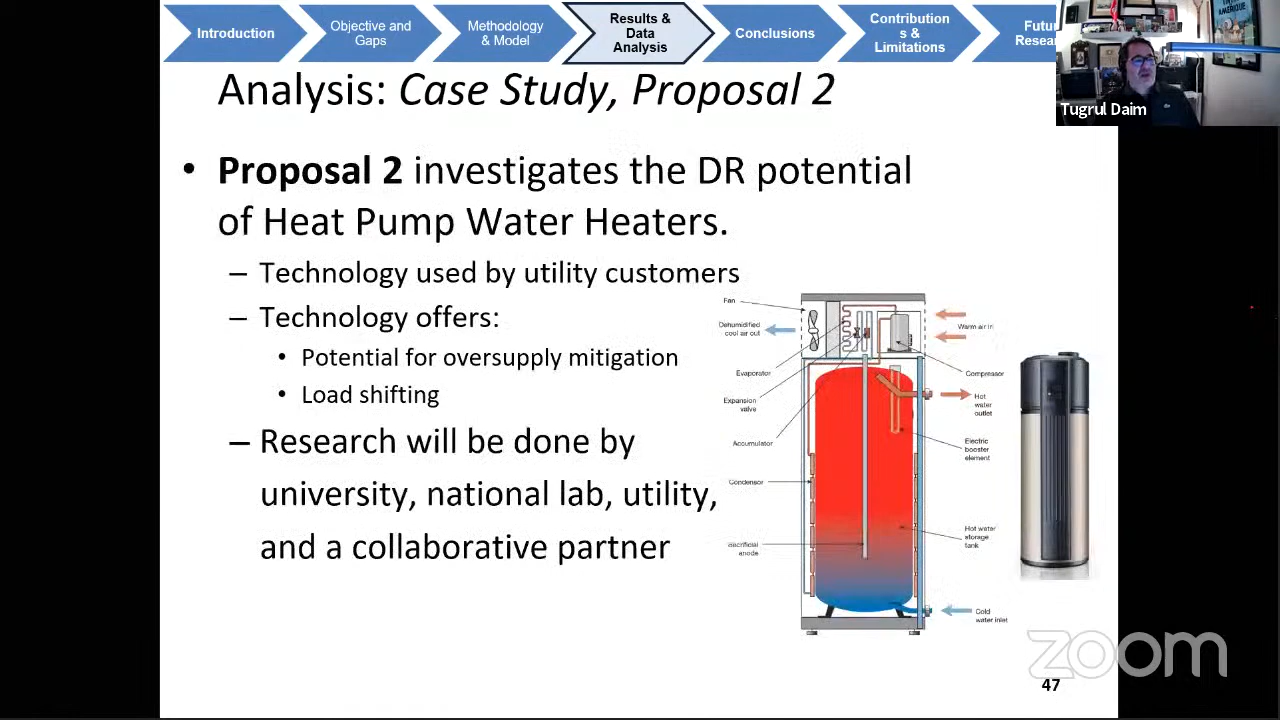 Introduction
Objective and
Gaps
Methodology
& Model
Results &
Data
Analysis
Conclusions
Contribution
s &
Limitations
Futur
Resear
Tugrul Daim
Analysis: Case Study, Proposal 2
• Proposal 2 investigates the DR potential
of Heat Pump Water Heaters.
– Technology used by utility customers
– Technology offers:
• Potential for oversupply mitigation
• Load shifting
– Research will be done by
university, national lab, utility,
and a collaborative partner
Fan
Dehumidified
cool air out
Evaporator
Expansion
valve
Accumulator
Condensor
anode
Warm air in
Compressor
Hot
water
outlet
Electric
booster
element
Hot water
storage
tank
Cold
water inlet
zoom
47